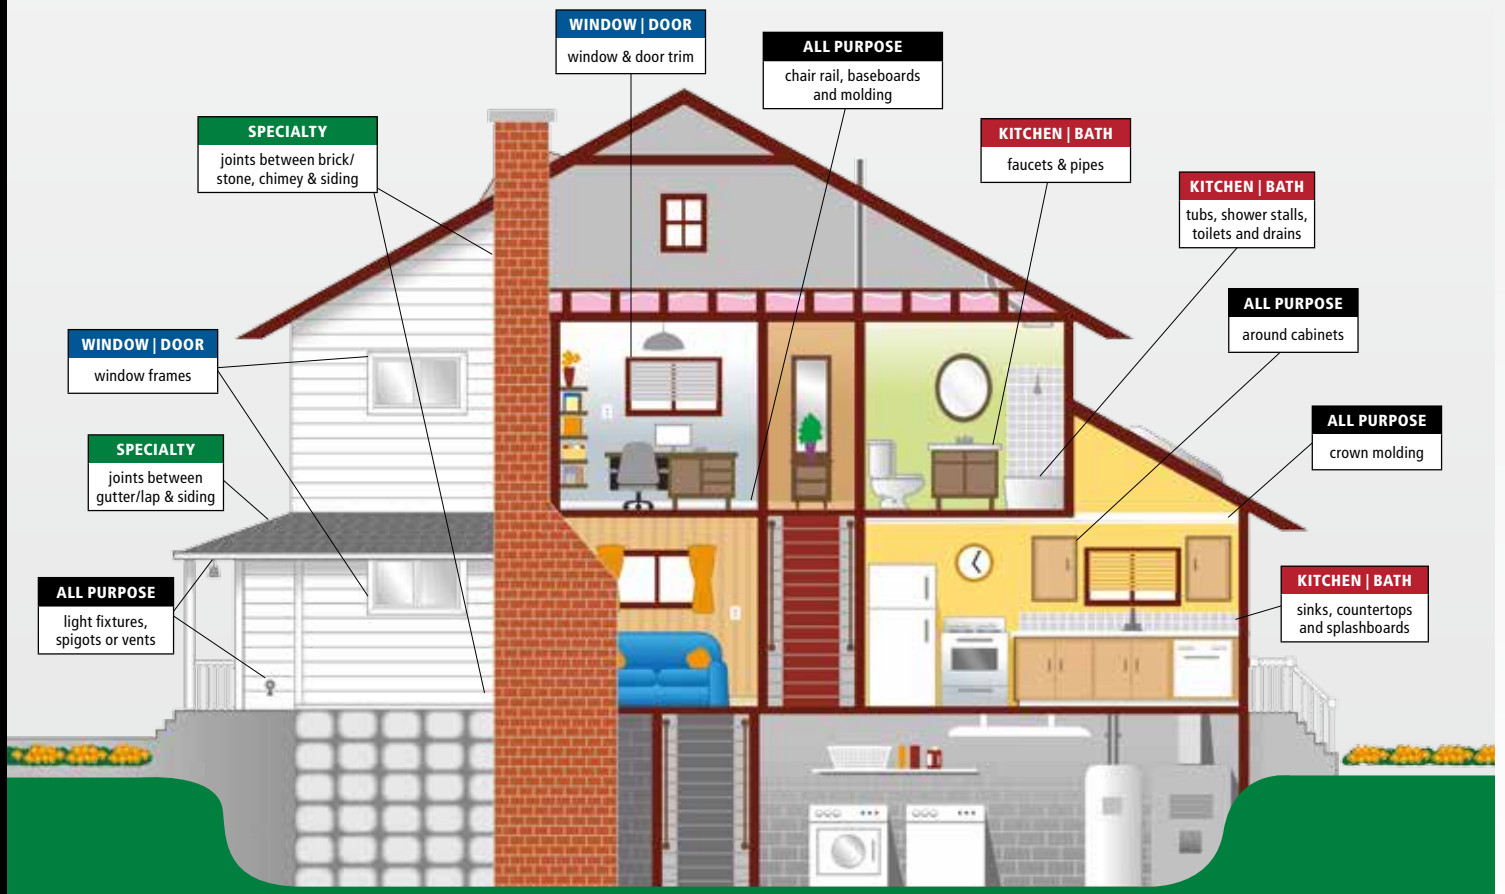 WINDOW | DOOR
window & door trim
ALL PURPOSE
chair rail, baseboards
and molding
SPECIALTY
joints between brick/
stone, chimey & siding
KITCHEN | BATH
faucets & pipes
KITCHEN | BATH
tubs, shower stalls,
toilets and drains
ALL PURPOSE
around cabinets
WINDOW | DOOR
window frames
ALL PURPOSE
crown molding
SPECIALTY
joints between
gutter/lap & siding
KITCHEN | BATH
sinks, countertops
and splashboards
ALL PURPOSE
light fixtures,
spigots or vents